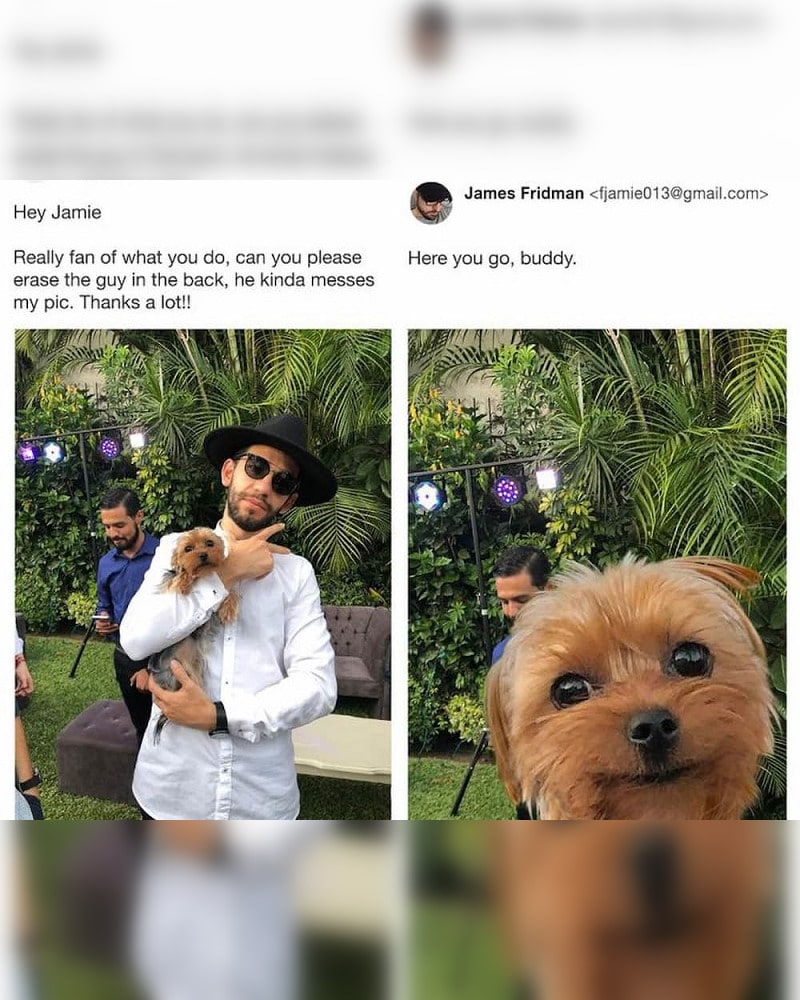 Hey Jamie
Really fan of what you do, can you please
erase the guy in the back, he kinda messes
my pic. Thanks a lot!!
James Fridman <fjamie013@gmail.com>
Here you go, buddy.